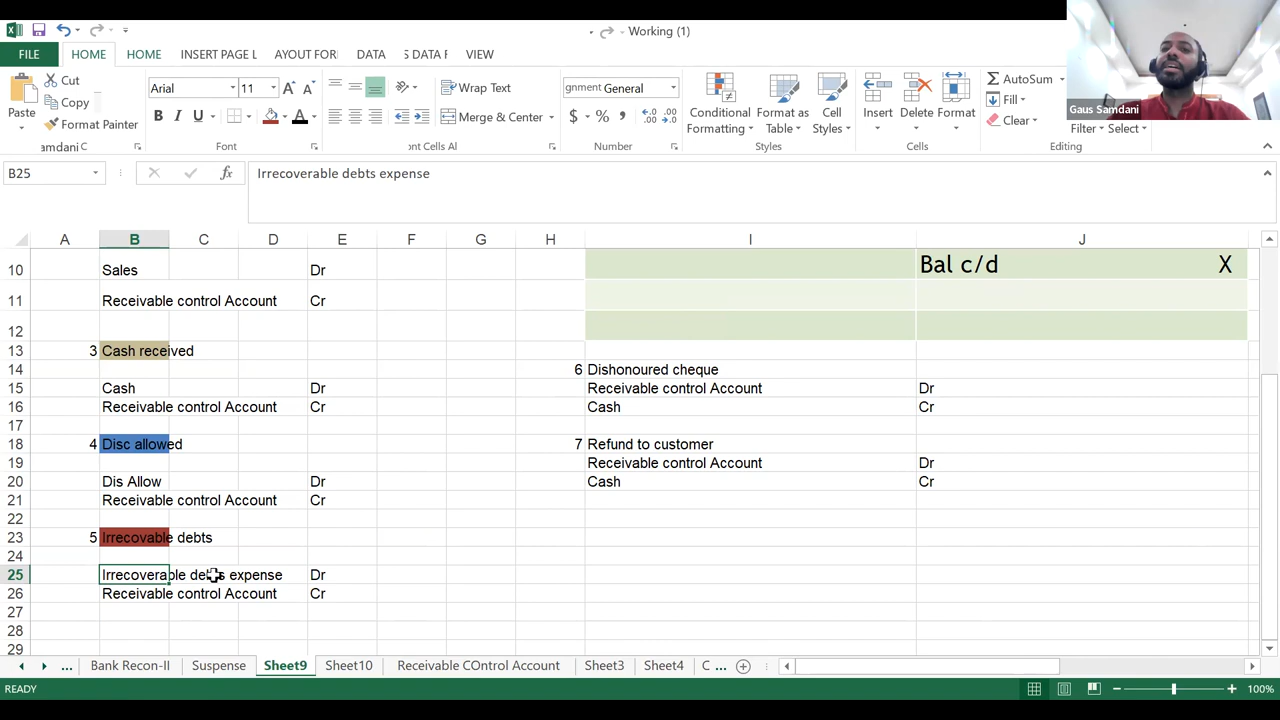 Working (1)
FILE HOME HOME INSERT PAGE L AYOUT FOR DATA S DATA VIEW
Cut
Copy
Format Painter
Paste
amdani C
Arial 11
B I U A
Font
Wrap Text
Merge & Center
ont Cells Al
gnment General
$ % ,
Number
Conditional Formatting
Format as Table
Cell Styles
Styles
Insert Delete Format
Cells
AutoSum
Fill
Clear
Filter Select
Editing
Gaus Samdani
B25 fx Irrecoverable debts expense
A B C D E F G H I J
10 Sales Dr Bal c/d X
11 Receivable control Account Cr
12
13 3 Cash received
14 6 Dishonoured cheque
15 Cash Dr Receivable control Account Dr
16 Receivable control Account Cr Cash Cr
17
18 4 Disc allowed 7 Refund to customer
19 Receivable control Account Dr
20 Dis Allow Dr Cash Cr
21 Receivable control Account Cr
22
23 5 Irrecovable debts
24
25 Irrecoverable debts expense Dr
26 Receivable control Account Cr
27
28
29
... Bank Recon-II Suspense Sheet9 Sheet10 Receivable COntrol Account Sheet3 Sheet4 C ...
READY 100%